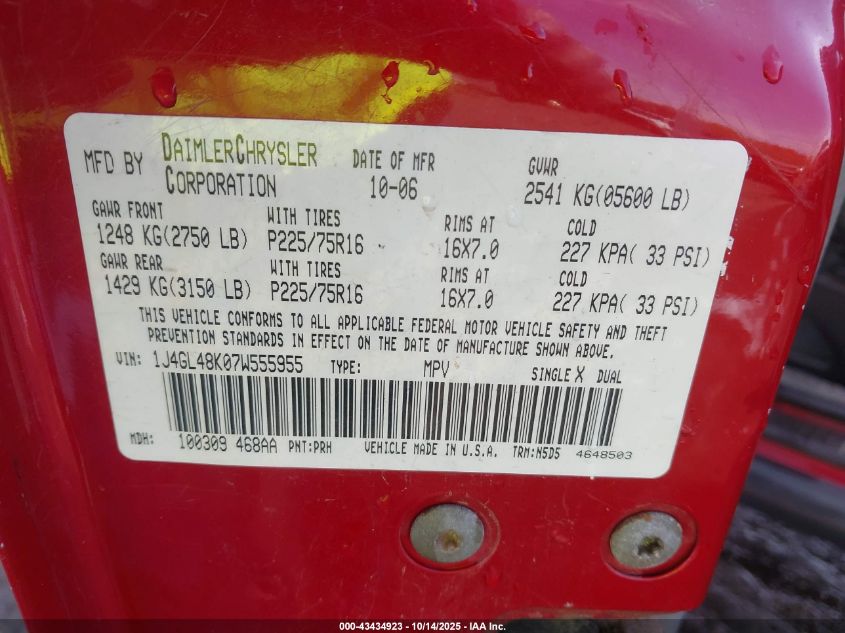 MFD BY DAIMLERCHRYSLER CORPORATION DATE OF MFR 10-06 GVWR 2541 KG(05600 LB)
GAWR FRONT WITH TIRES RIMS AT COLD
1248 KG(2750 LB) P225/75R16 16X7.0 227 KPA( 33 PSI)
GAWR REAR WITH TIRES RIMS AT COLD
1429 KG(3150 LB) P225/75R16 16X7.0 227 KPA( 33 PSI)
THIS VEHICLE CONFORMS TO ALL APPLICABLE FEDERAL MOTOR VEHICLE SAFETY AND THEFT
PREVENTION STANDARDS IN EFFECT ON THE DATE OF MANUFACTURE SHOWN ABOVE.
VIN: 1J4GL48K07W555955 TYPE: MPV SINGLE X DUAL
MDH: 100309 468AA PNT:PRH VEHICLE MADE IN U.S.A. TRM:N5D5 4648503
000-43434923 - 10/14/2025 - IAA Inc.